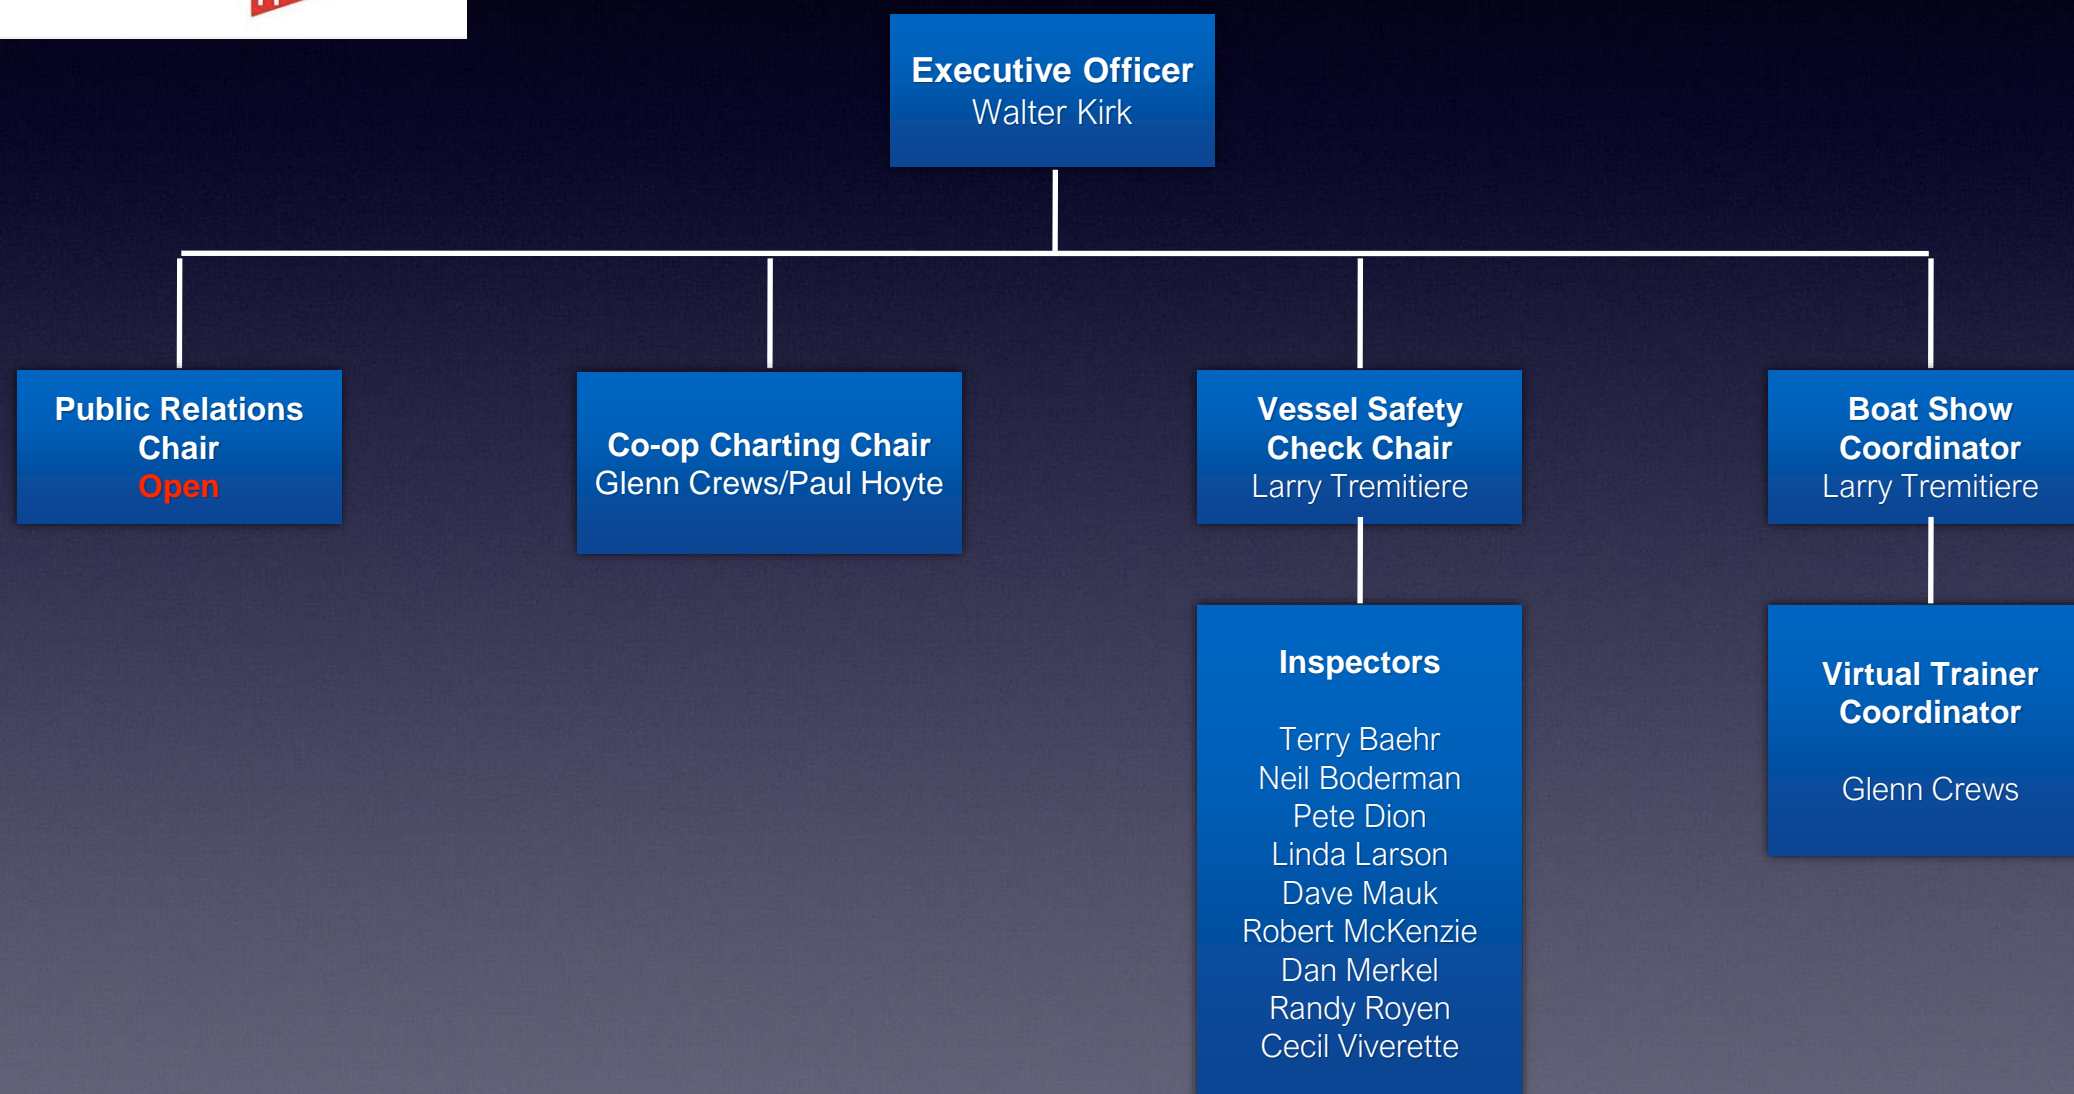 Executive Officer
Walter Kirk
Public Relations
Chair
Open
Co-op Charting Chair
Glenn Crews/Paul Hoyte
Vessel Safety
Check Chair
Larry Tremitiere
Boat Show
Coordinator
Larry Tremitiere
Inspectors
Terry Baehr
Neil Boderman
Pete Dion
Linda Larson
Dave Mauk
Robert McKenzie
Dan Merkel
Randy Royen
Cecil Viverette
Virtual Trainer
Coordinator
Glenn Crews